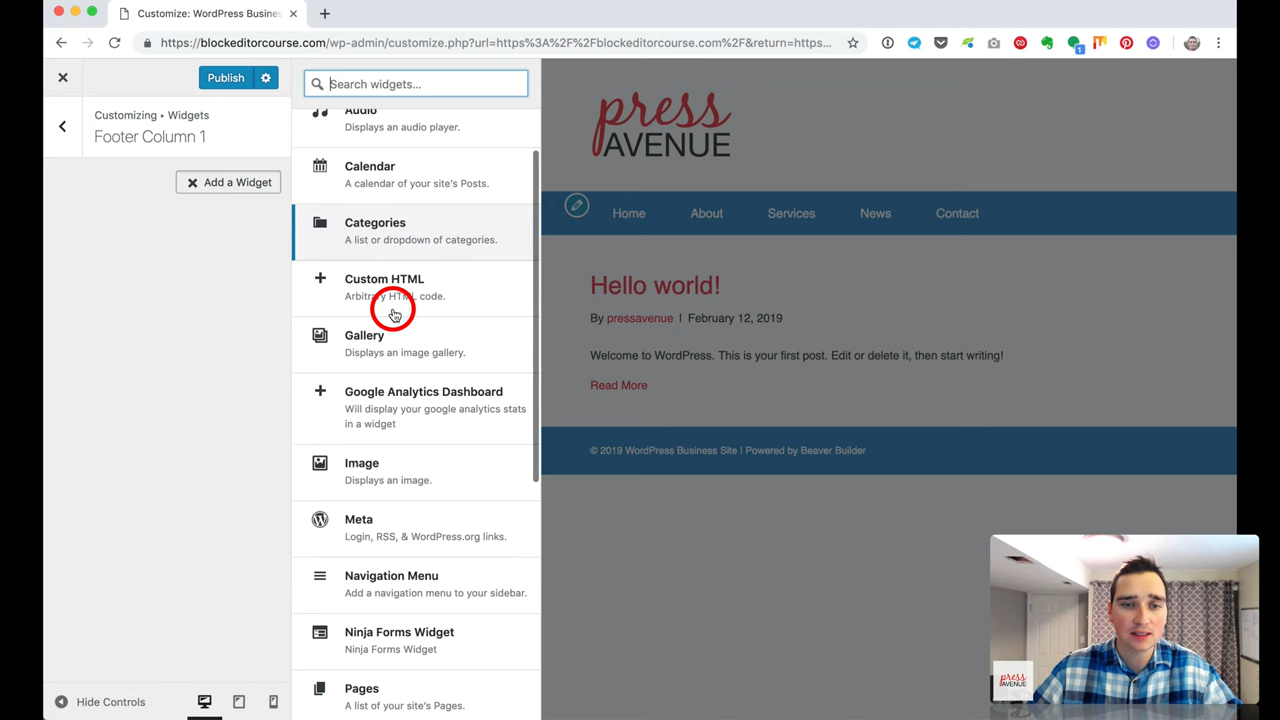 Customize: WordPress Busines
https://blockeditorcourse.com/wp-admin/customize.php?url=https%3A%2F%2Fblockeditorcourse.com%2F&return=https...
1
Publish
Customizing ▸ Widgets
Footer Column 1
Add a Widget
Search widgets...
Audio
Displays an audio player.
Calendar
A calendar of your site's Posts.
Categories
A list or dropdown of categories.
Custom HTML
Arbitrary HTML code.
Gallery
Displays an image gallery.
Google Analytics Dashboard
Will display your google analytics stats
in a widget
Image
Displays an image.
Meta
Login, RSS, & WordPress.org links.
Navigation Menu
Add a navigation menu to your sidebar.
Ninja Forms Widget
Ninja Forms Widget
Pages
A list of your site's Pages.
Hide Controls
press
AVENUE
Home About Services News Contact
Hello world!
By pressavenue | February 12, 2019
Welcome to WordPress. This is your first post. Edit or delete it, then start writing!
Read More
© 2019 WordPress Business Site | Powered by Beaver Builder
press
AVENUE